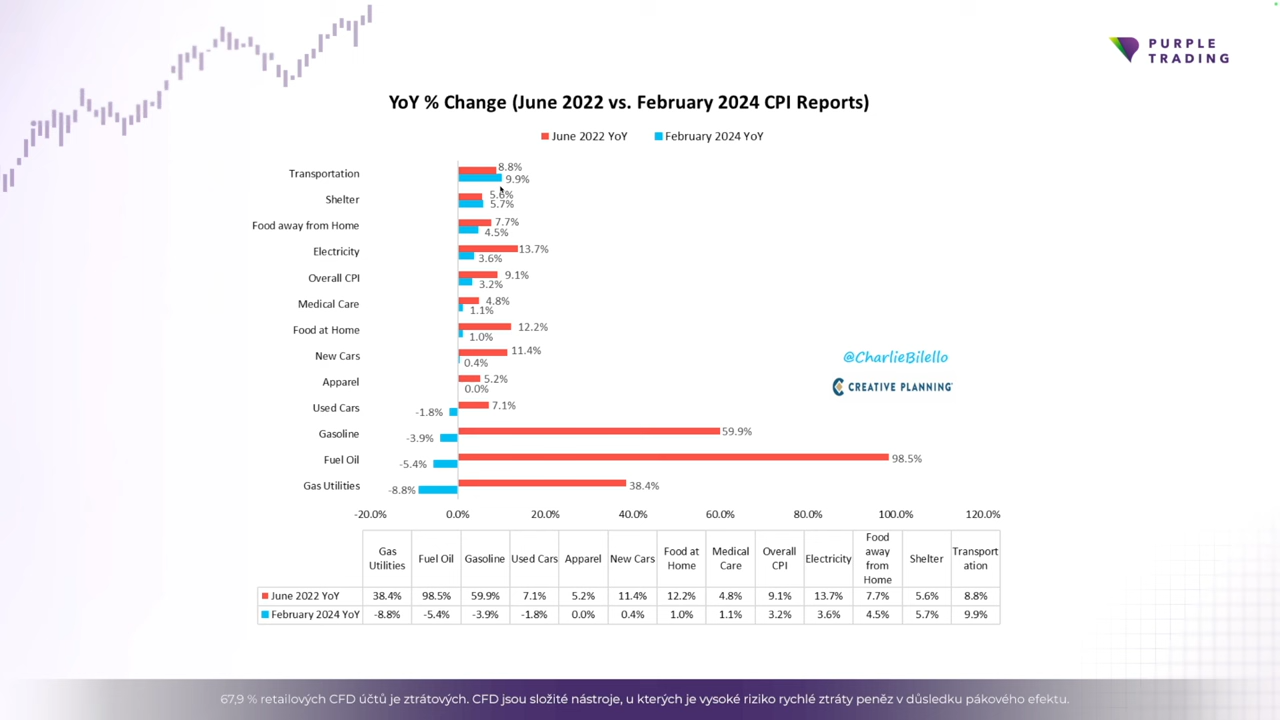 PURPLE
TRADING
YoY % Change (June 2022 vs. February 2024 CPI Reports)
June 2022 YoY February 2024 YoY
Transportation 8.8% 9.9%
Shelter 5.6% 5.7%
Food away from Home 7.7% 4.5%
Electricity 13.7% 3.6%
Overall CPI 9.1% 3.2%
Medical Care 4.8% 1.1%
Food at Home 12.2% 1.0%
New Cars 11.4% 0.4%
Apparel 5.2% 0.0%
Used Cars -1.8% 7.1%
Gasoline -3.9% 59.9%
Fuel Oil -5.4% 98.5%
Gas Utilities -8.8% 38.4%
@CharlieBilello
CREATIVE PLANNING
-20.0% 0.0% 20.0% 40.0% 60.0% 80.0% 100.0% 120.0%
Gas Utilities Fuel Oil Gasoline Used Cars Apparel New Cars Food at Home Medical Care Overall CPI Electricity Food away from Home Shelter Transportation
June 2022 YoY 38.4% 98.5% 59.9% 7.1% 5.2% 11.4% 12.2% 4.8% 9.1% 13.7% 7.7% 5.6% 8.8%
February 2024 YoY -8.8% -5.4% -3.9% -1.8% 0.0% 0.4% 1.0% 1.1% 3.2% 3.6% 4.5% 5.7% 9.9%
67,9 % retailových CFD účtů je ztrátových. CFD jsou složité nástroje, u kterých je vysoké riziko rychlé ztráty peněz v důsledku pákového efektu.